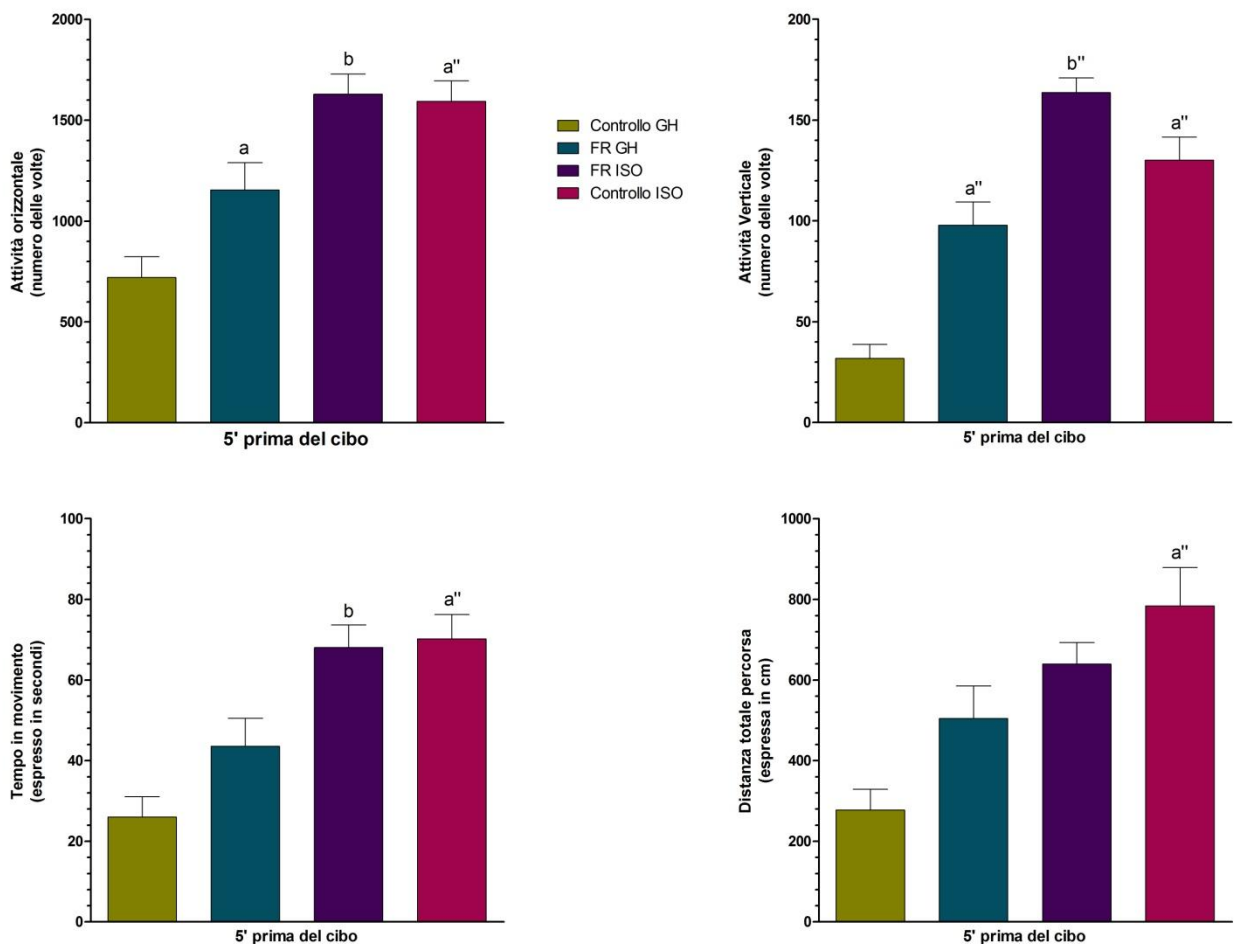 Attività orizzontale
(numero delle volte)
2000
1500
1000
500
0
a
b
a"
5' prima del cibo
Controllo GH
FR GH
FR ISO
Controllo ISO
Attività Verticale
(numero delle volte)
200
150
100
50
0
a"
b"
a"
5' prima del cibo
Tempo in movimento
(espresso in secondi)
100
80
60
40
20
0
b
a"
5' prima del cibo
Distanza totale percorsa
(espressa in cm)
1000
800
600
400
200
0
a"
5' prima del cibo